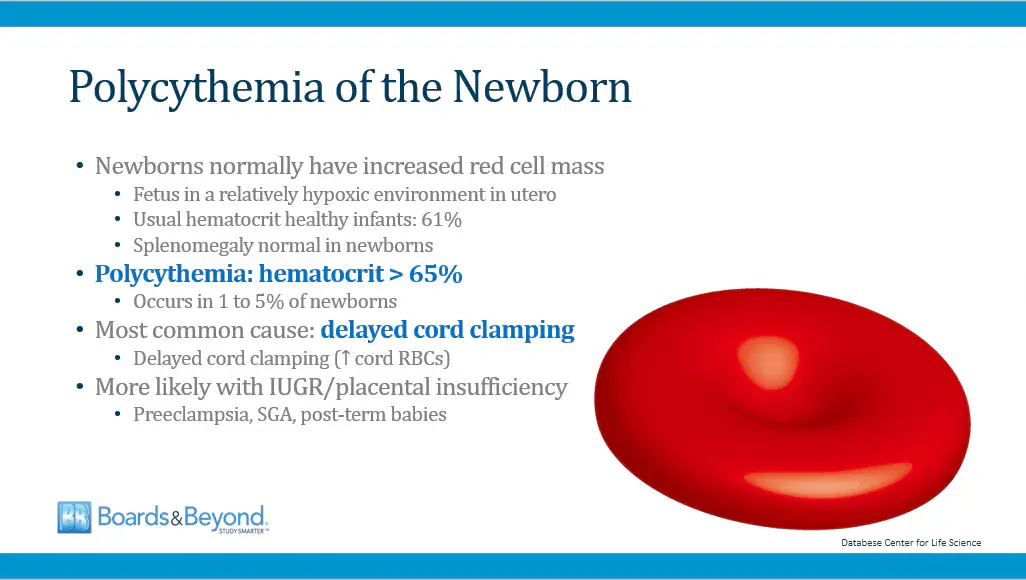 Polycythemia of the Newborn
• Newborns normally have increased red cell mass
• Fetus in a relatively hypoxic environment in utero
• Usual hematocrit healthy infants: 61%
• Splenomegaly normal in newborns
• Polycythemia: hematocrit > 65%
• Occurs in 1 to 5% of newborns
• Most common cause: delayed cord clamping
• Delayed cord clamping (↑ cord RBCs)
• More likely with IUGR/placental insufficiency
• Preeclampsia, SGA, post-term babies
BB Boards&Beyond.
STUDY SMARTER™
Databese Center for Life Science